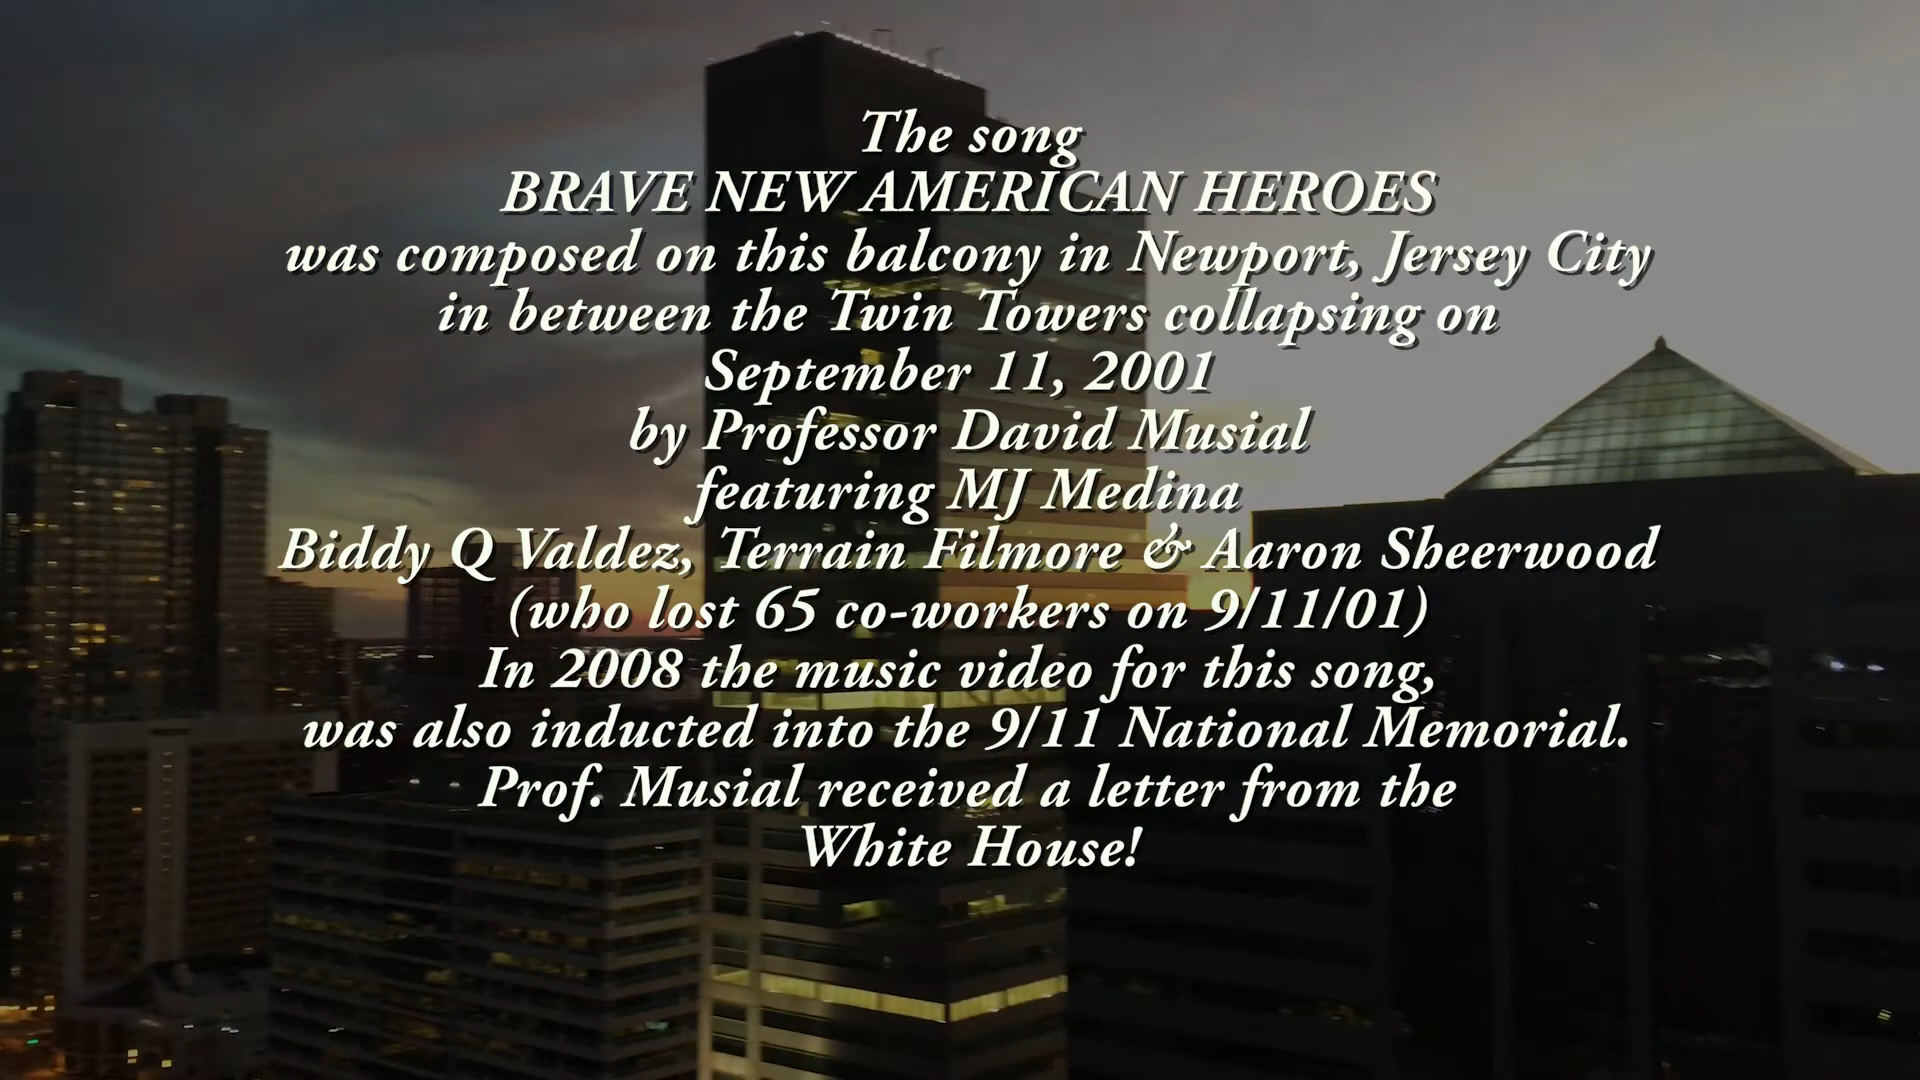 The song
BRAVE NEW AMERICAN HEROES
was composed on this balcony in Newport, Jersey City
in between the Twin Towers collapsing on
September 11, 2001
by Professor David Musial
featuring MJ Medina
Biddy Q Valdez, Terrain Filmore & Aaron Sheerwood
(who lost 65 co-workers on 9/11/01)
In 2008 the music video for this song,
was also inducted into the 9/11 National Memorial.
Prof. Musial received a letter from the
White House!